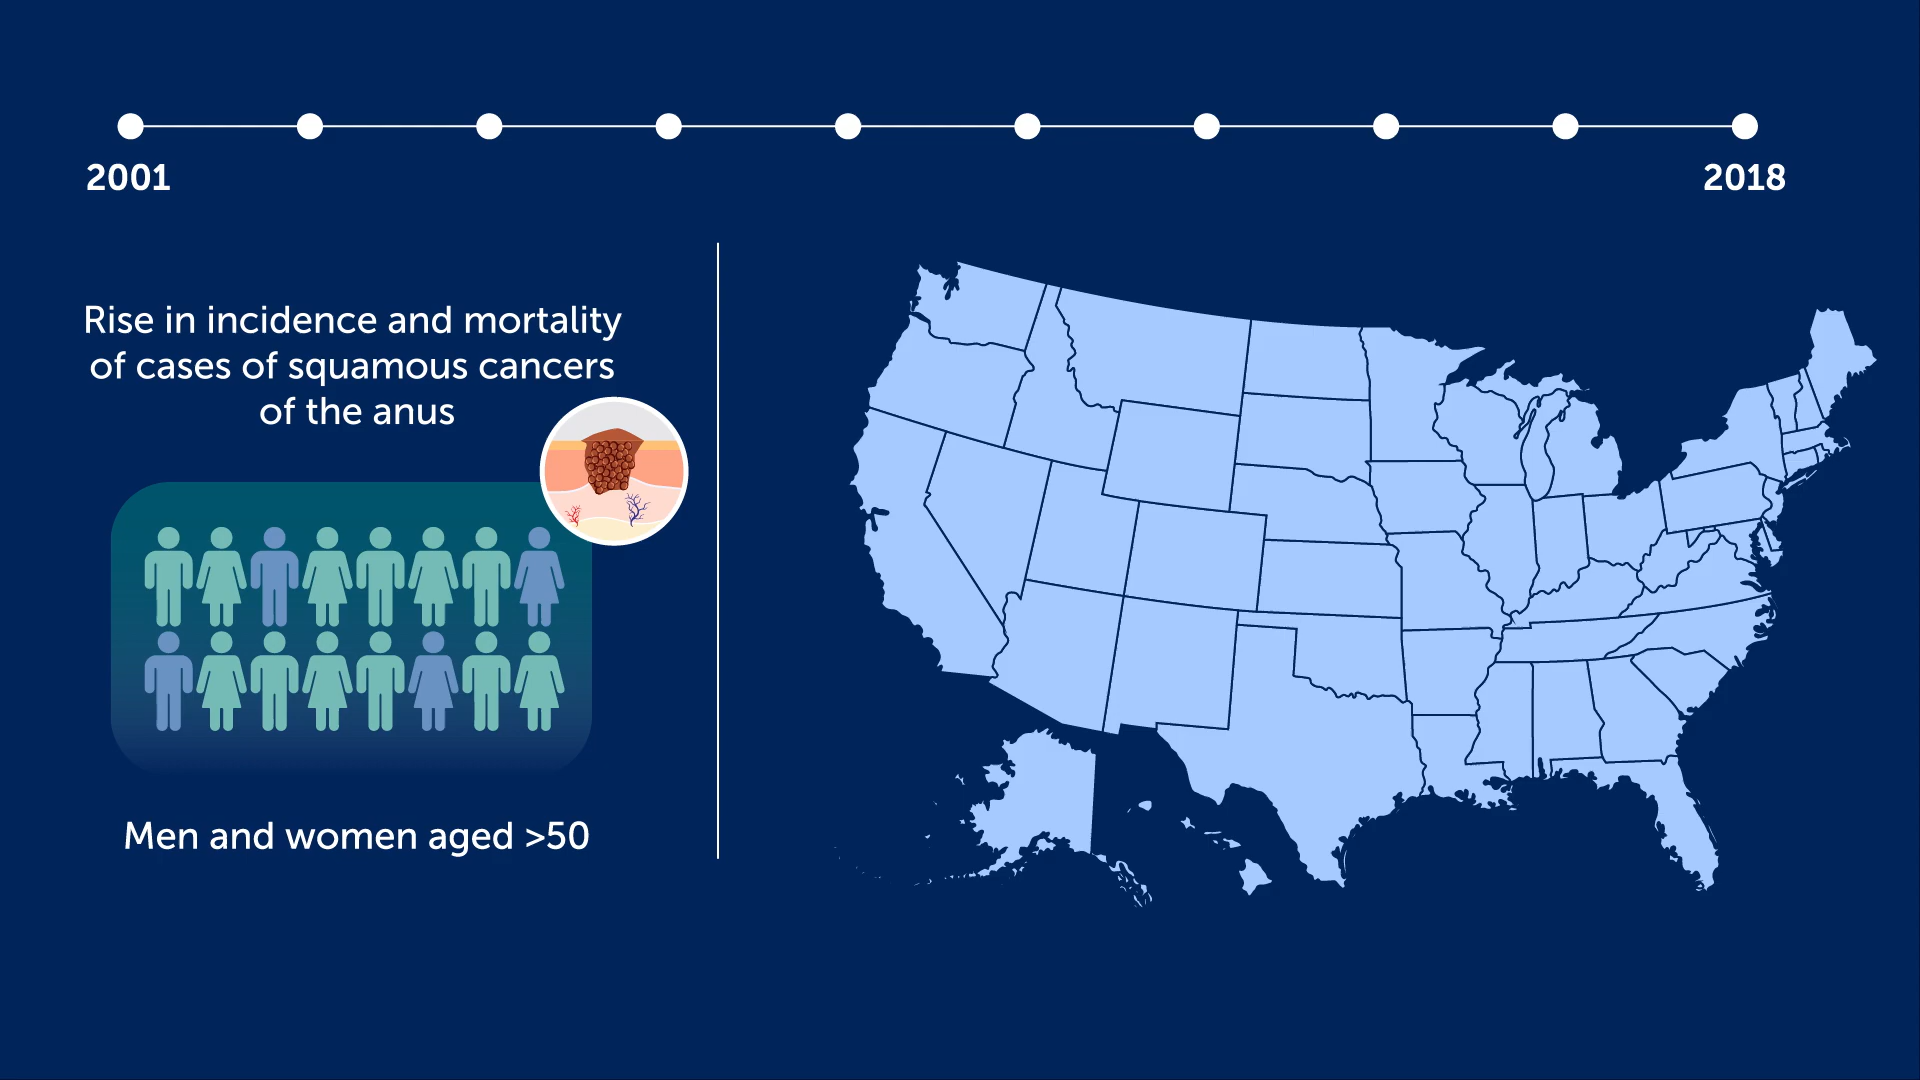 2001
2018
Rise in incidence and mortality
of cases of squamous cancers
of the anus
Men and women aged >50